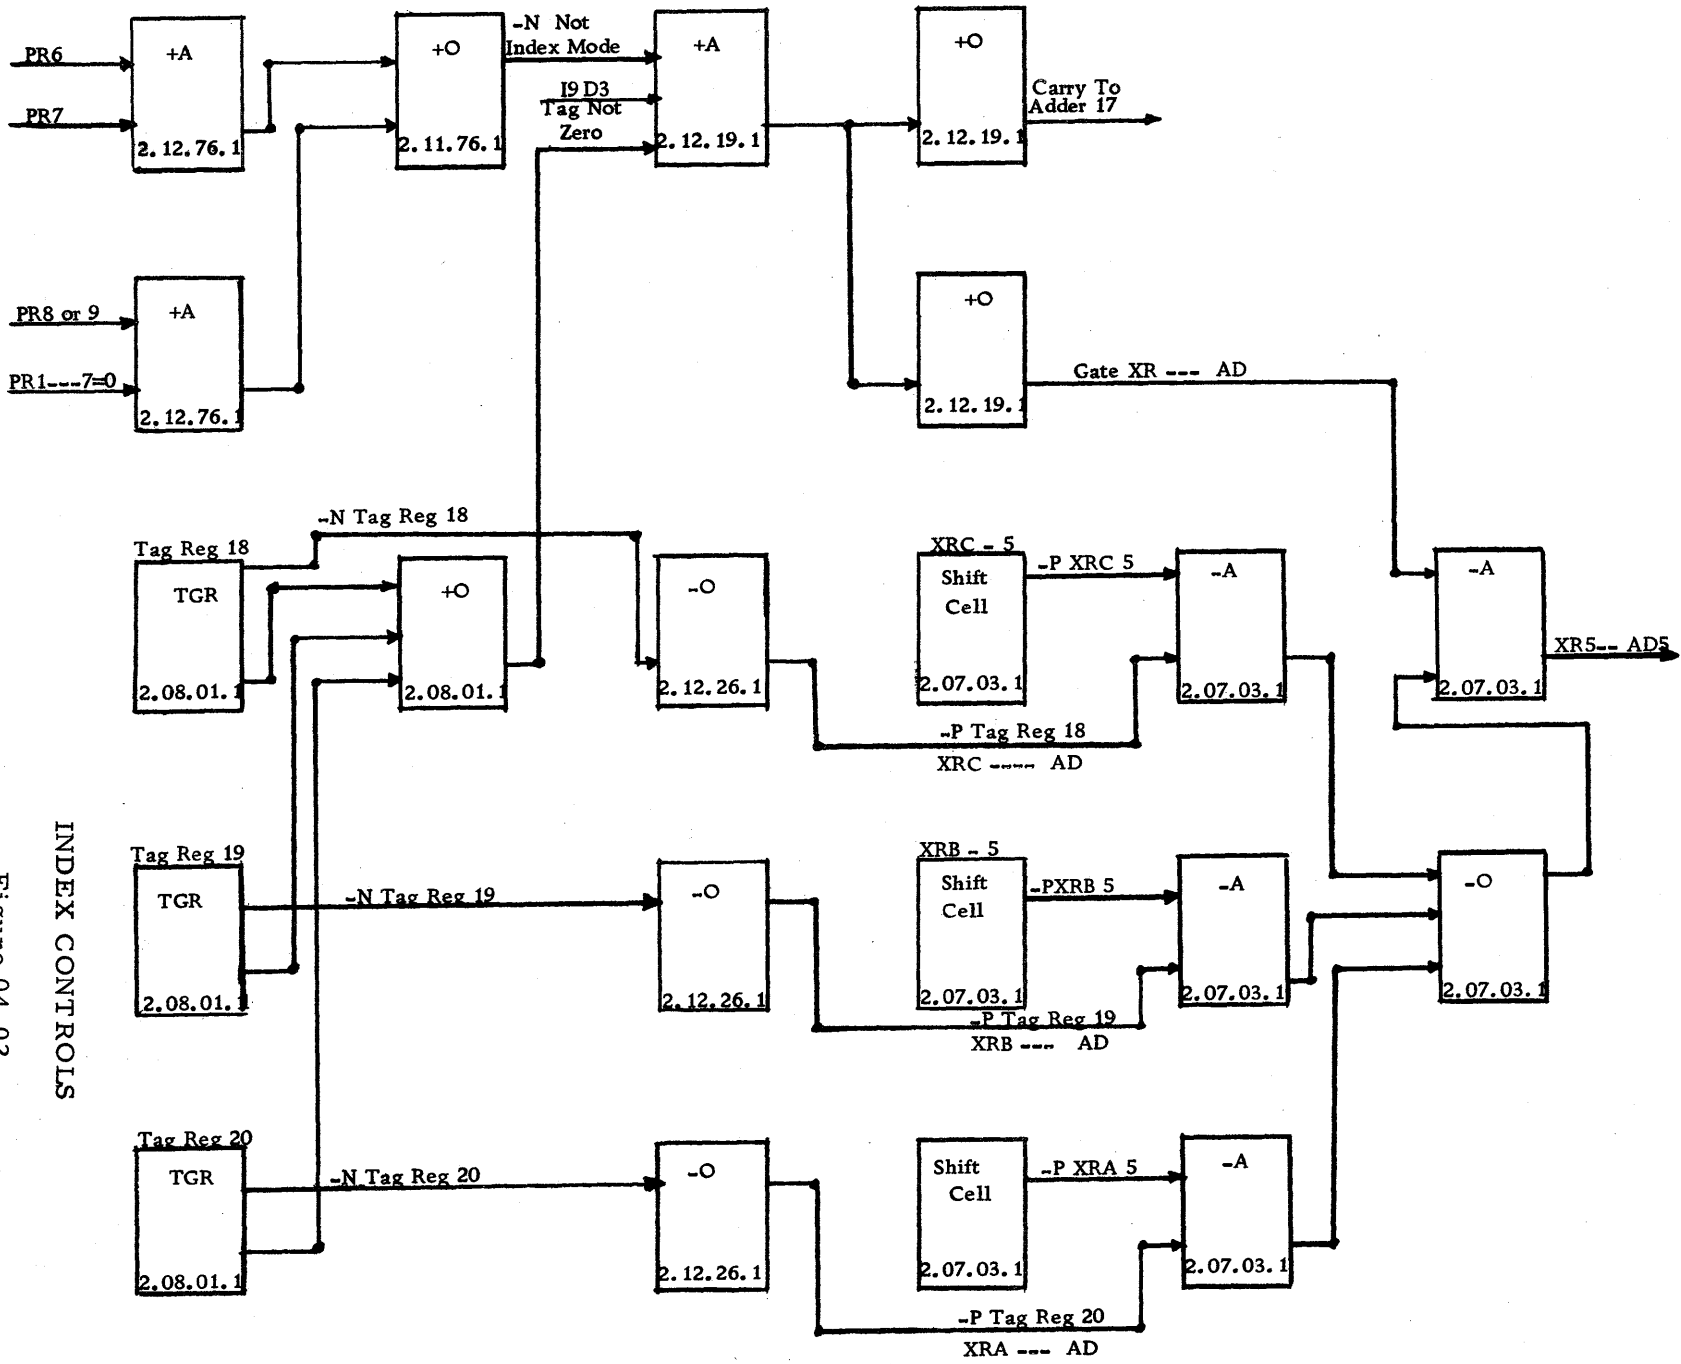 PR6
PR7
+A
2.12.76.1
+O
2.11.76.1
-N Not
Index Mode
I9 D3
Tag Not
Zero
+A
2.12.19.1
+O
2.12.19.1
Carry To
Adder 17
PR8 or 9
PR1---7=0
+A
2.12.76.1
+O
2.12.19.1
Gate XR --- AD
Tag Reg 18
TGR
2.08.01.1
-N Tag Reg 18
+O
2.08.01.1
-O
2.12.26.1
XRC - 5
Shift
Cell
2.07.03.1
-P XRC 5
-A
2.07.03.1
-P Tag Reg 18
XRC ---- AD
-A
2.07.03.1
XR5-- AD5
Tag Reg 19
TGR
2.08.01.1
-N Tag Reg 19
-O
2.12.26.1
XRB - 5
Shift
Cell
2.07.03.1
-PXRB 5
-A
2.07.03.1
-P Tag Reg 19
XRB --- AD
-O
2.07.03.1
Tag Reg 20
TGR
2.08.01.1
-N Tag Reg 20
-O
2.12.26.1
Shift
Cell
2.07.03.1
-P XRA 5
-A
2.07.03.1
-P Tag Reg 20
XRA --- AD
INDEX CONTROLS